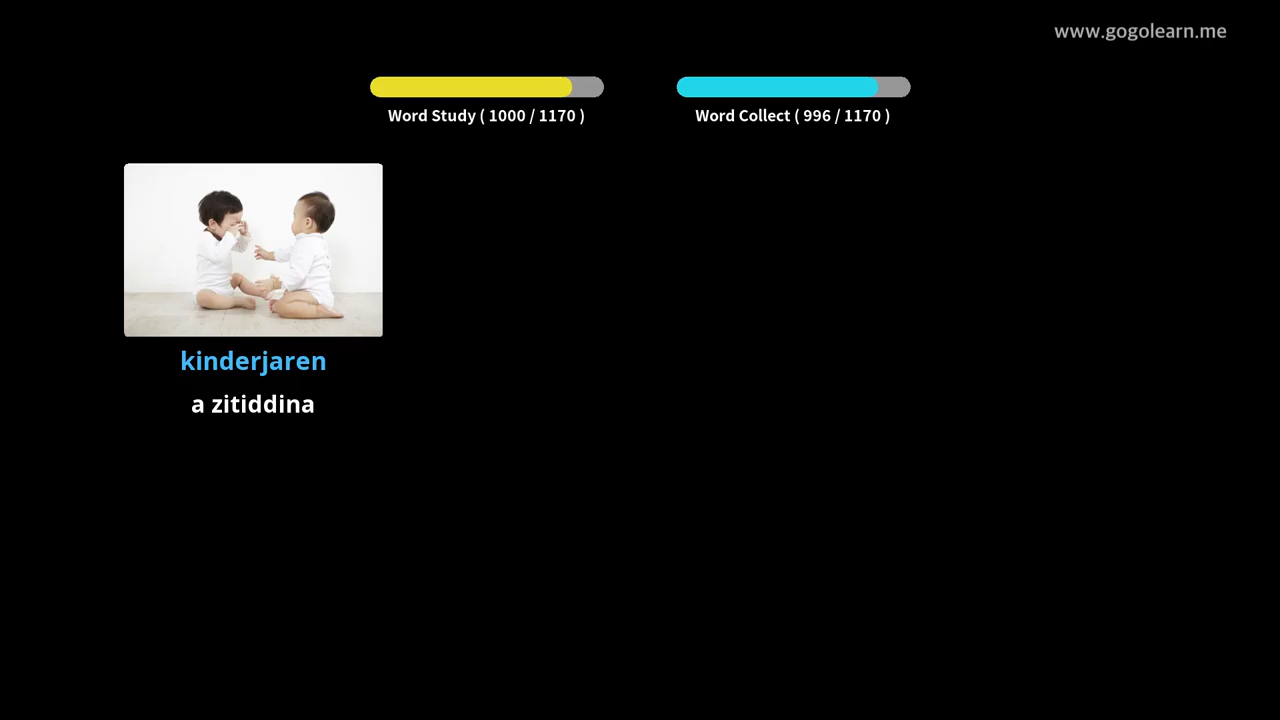 www.gogolearn.me
Word Study ( 1000 / 1170 )
Word Collect ( 996 / 1170 )
kinderjaren
a zitiddina